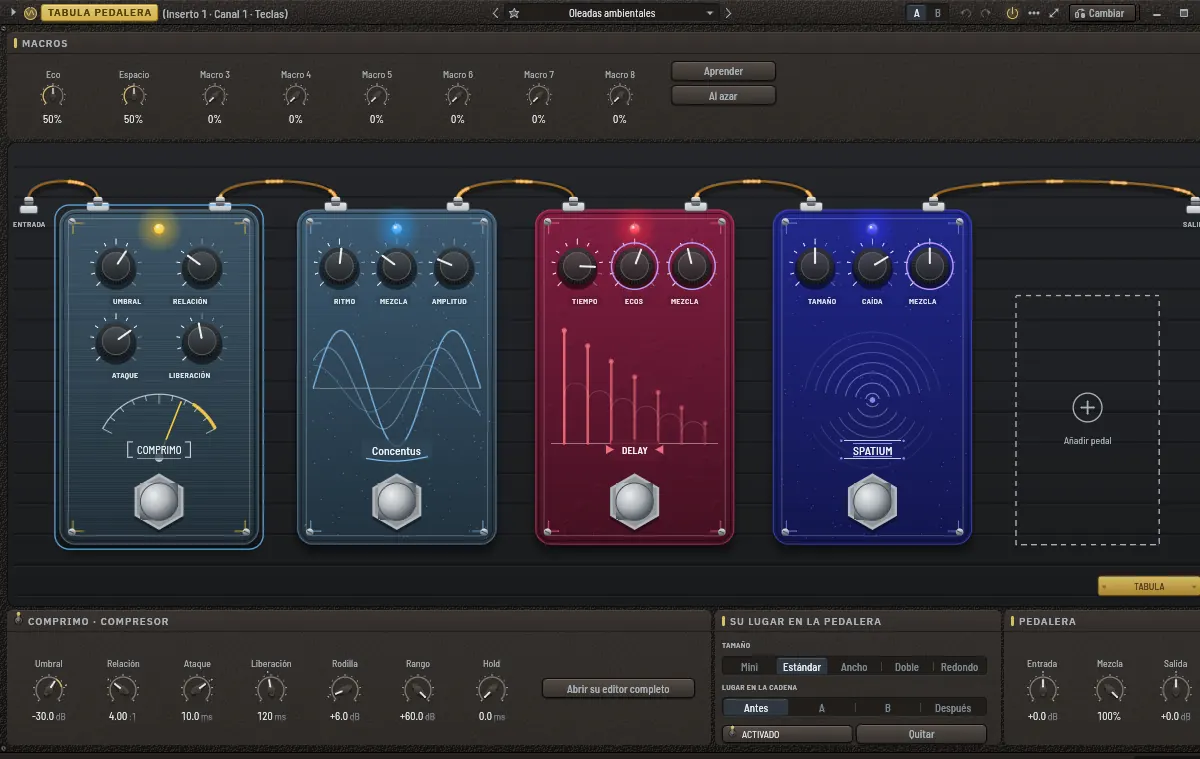 TABULA PEDALERA (Inserto 1 · Canal 1 · Teclas) Oleadas ambientales A B Cambiar
MACROS
Eco Espacio Macro 3 Macro 4 Macro 5 Macro 6 Macro 7 Macro 8
50% 50% 0% 0% 0% 0% 0% 0%
Aprender
Al azar
ENTRADA
UMBRAL RELACIÓN
ATAQUE LIBERACIÓN
COMPRIMO
RITMO MEZCLA AMPLITUD
Concentus
TIEMPO ECOS MEZCLA
DELAY
TAMAÑO CAÍDA MEZCLA
SPATIUM
Añadir pedal
TABULA
COMPRIMO · COMPRESOR
Umbral Relación Ataque Liberación Rodilla Rango Hold
-30.0 dB 4.00 :1 10.0 ms 120 ms +6.0 dB +60.0 dB 0.0 ms
Abrir su editor completo
SU LUGAR EN LA PEDALERA
TAMAÑO
Mini Estándar Ancho Doble Redondo
LUGAR EN LA CADENA
Antes A B Después
ACTIVADO Quitar
PEDALERA
Entrada Mezcla Salida
+0.0 dB 100% +0.0 dB